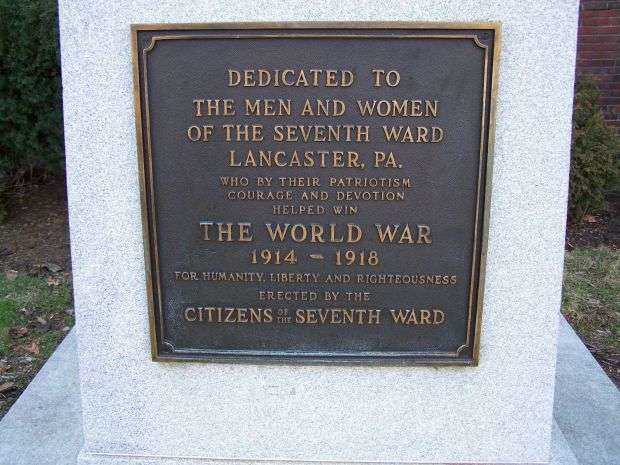 DEDICATED TO
THE MEN AND WOMEN
OF THE SEVENTH WARD
LANCASTER, PA.
WHO BY THEIR PATRIOTISM
COURAGE AND DEVOTION
HELPED WIN
THE WORLD WAR
1914 - 1918
FOR HUMANITY, LIBERTY AND RIGHTEOUSNESS
ERECTED BY THE
CITIZENS OF THE SEVENTH WARD